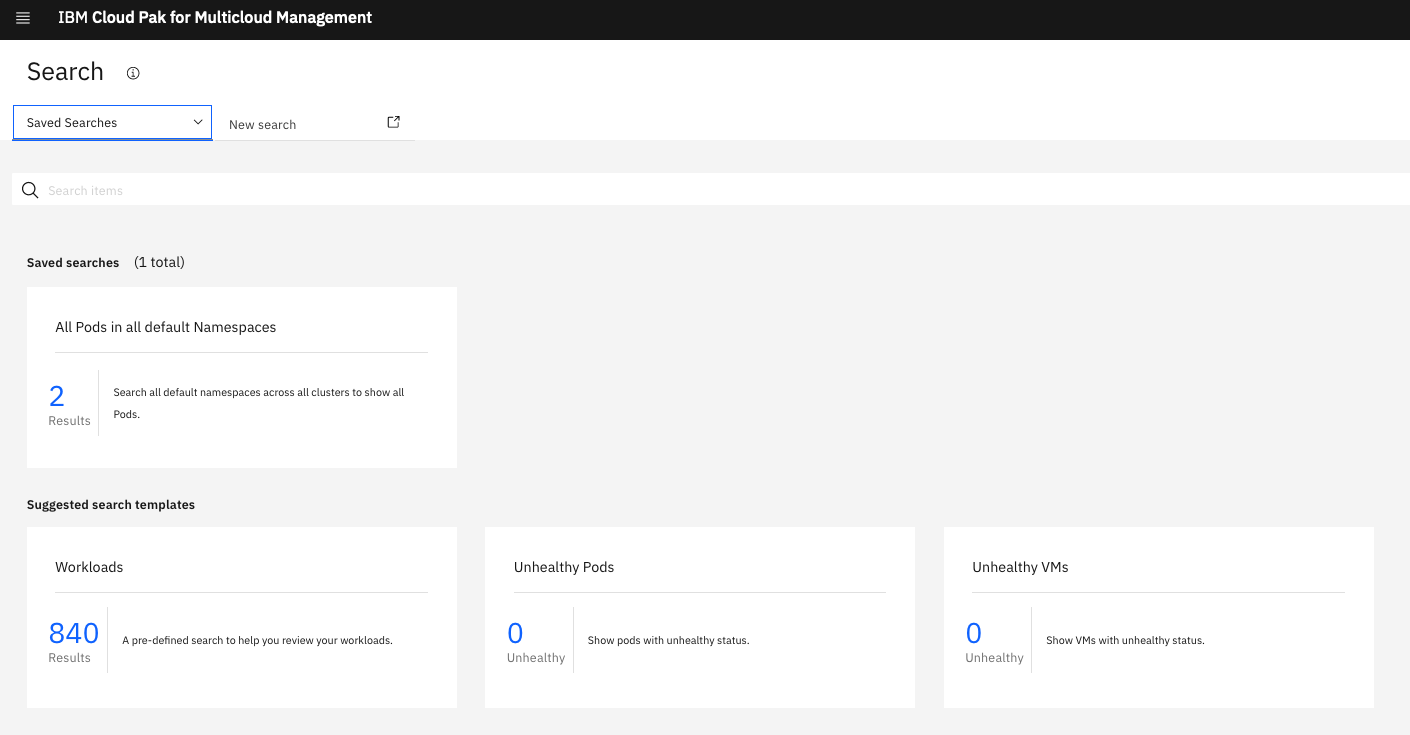 IBM Cloud Pak for Multicloud Management
Search
Saved Searches
New search
Search items
Saved searches (1 total)
All Pods in all default Namespaces
2
Results
Search all default namespaces across all clusters to show all
Pods.
Suggested search templates
Workloads
840
Results
A pre-defined search to help you review your workloads.
Unhealthy Pods
0
Unhealthy
Show pods with unhealthy status.
Unhealthy VMs
0
Unhealthy
Show VMs with unhealthy status.